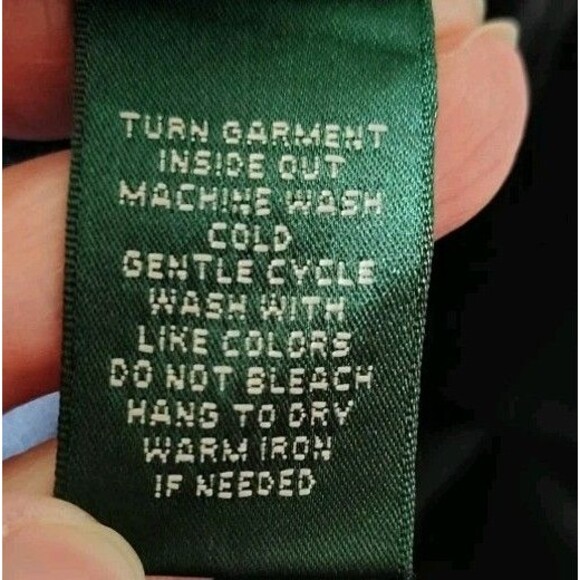 TURN GARMENT
INSIDE OUT
MACHINE WASH
COLD
GENTLE CYCLE
WASH WITH
LIKE COLORS
DO NOT BLEACH
HANG TO DRY
WARM IRON
IF NEEDED